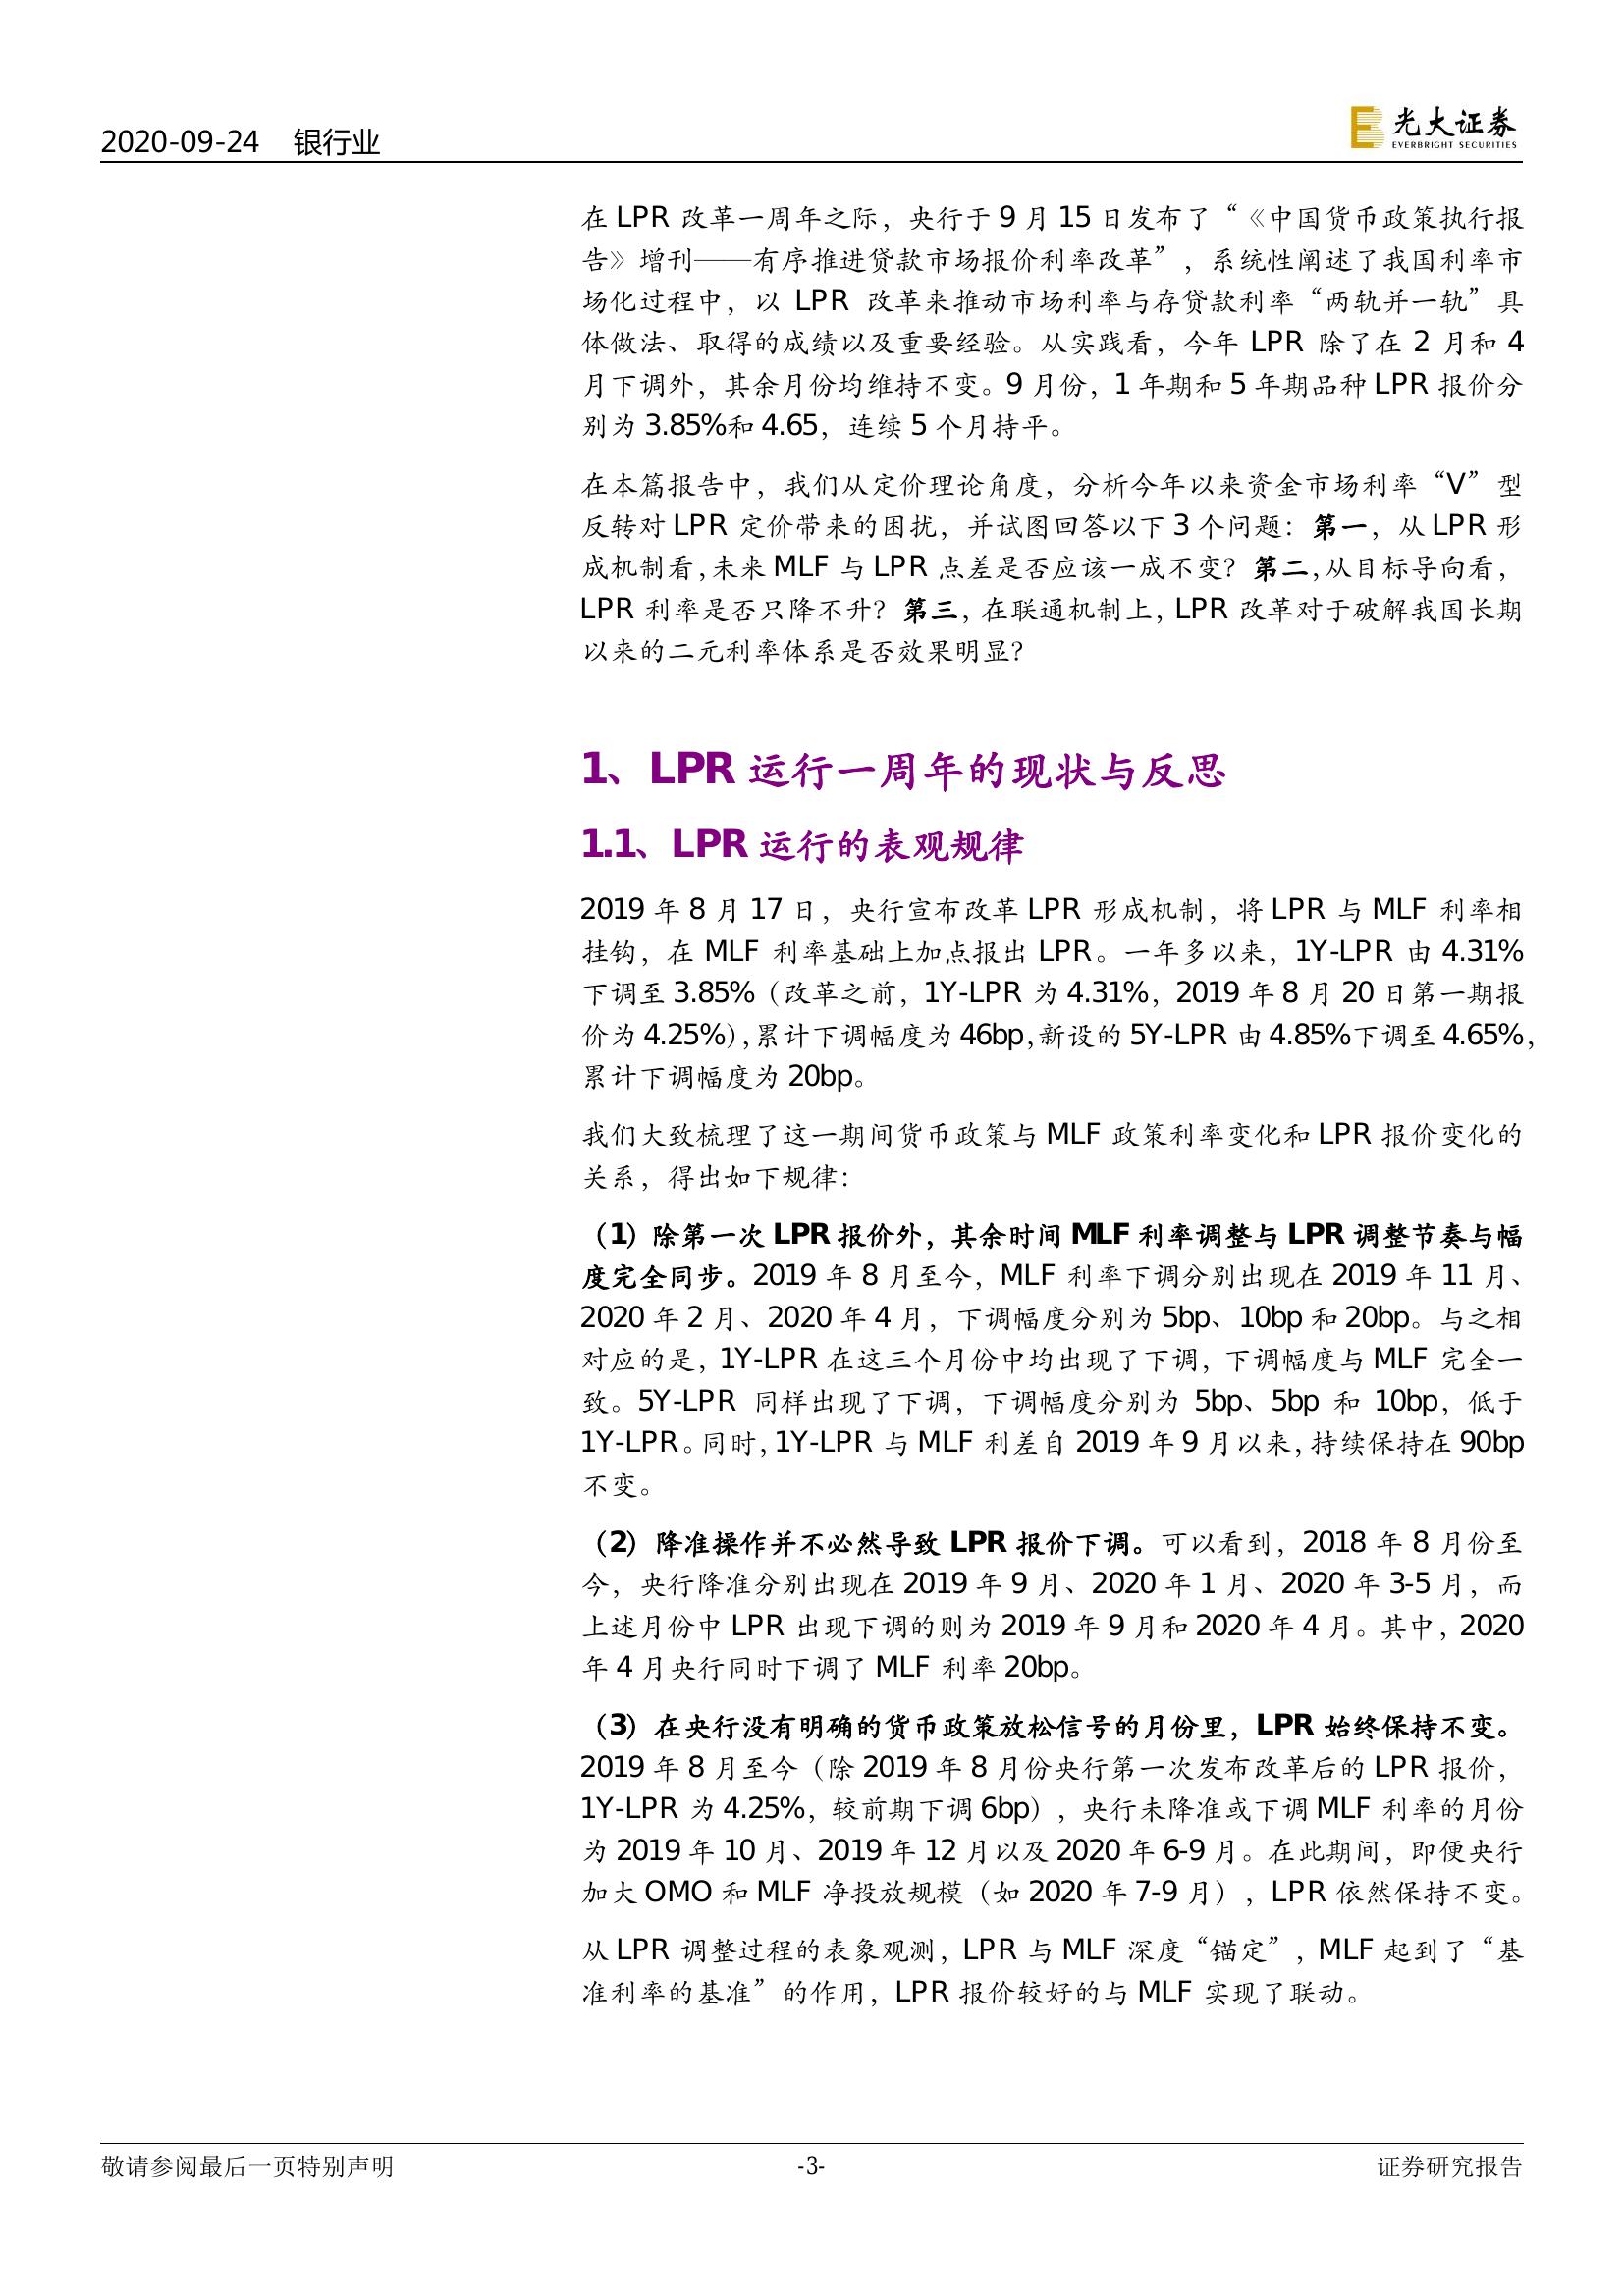 2020-09-24 银行业
光大证券
EVERBRIGHT SECURITIES
在 LPR 改革一周年之际，央行于 9 月 15 日发布了“《中国货币政策执行报
告》增刊——有序推进贷款市场报价利率改革”，系统性阐述了我国利率市
场化过程中，以 LPR 改革来推动市场利率与存贷款利率“两轨并一轨”具
体做法、取得的成绩以及重要经验。从实践看，今年 LPR 除了在 2 月和 4
月下调外，其余月份均维持不变。9 月份，1 年期和 5 年期品种 LPR 报价分
别为 3.85%和 4.65，连续 5 个月持平。
在本篇报告中，我们从定价理论角度，分析今年以来资金市场利率“V”型
反转对 LPR 定价带来的困扰，并试图回答以下 3 个问题：第一，从 LPR 形
成机制看，未来 MLF 与 LPR 点差是否应该一成不变？第二，从目标导向看，
LPR 利率是否只降不升？第三，在联通机制上，LPR 改革对于破解我国长期
以来的二元利率体系是否效果明显？
1、LPR 运行一周年的现状与反思
1.1、LPR 运行的表观规律
2019 年 8 月 17 日，央行宣布改革 LPR 形成机制，将 LPR 与 MLF 利率相
挂钩，在 MLF 利率基础上加点报出 LPR。一年多以来，1Y-LPR 由 4.31%
下调至 3.85%（改革之前，1Y-LPR 为 4.31%，2019 年 8 月 20 日第一期报
价为 4.25%），累计下调幅度为 46bp，新设的 5Y-LPR 由 4.85%下调至 4.65%，
累计下调幅度为 20bp。
我们大致梳理了这一期间货币政策与 MLF 政策利率变化和 LPR 报价变化的
关系，得出如下规律：
（1）除第一次 LPR 报价外，其余时间 MLF 利率调整与 LPR 调整节奏与幅
度完全同步。2019 年 8 月至今，MLF 利率下调分别出现在 2019 年 11 月、
2020 年 2 月、2020 年 4 月，下调幅度分别为 5bp、10bp 和 20bp。与之相
对应的是，1Y-LPR 在这三个月份中均出现了下调，下调幅度与 MLF 完全一
致。5Y-LPR 同样出现了下调，下调幅度分别为 5bp、5bp 和 10bp，低于
1Y-LPR。同时，1Y-LPR 与 MLF 利差自 2019 年 9 月以来，持续保持在 90bp
不变。
（2）降准操作并不必然导致 LPR 报价下调。可以看到，2018 年 8 月份至
今，央行降准分别出现在 2019 年 9 月、2020 年 1 月、2020 年 3-5 月，而
上述月份中 LPR 出现下调的则为 2019 年 9 月和 2020 年 4 月。其中，2020
年 4 月央行同时下调了 MLF 利率 20bp。
（3）在央行没有明确的货币政策放松信号的月份里，LPR 始终保持不变。
2019 年 8 月至今（除 2019 年 8 月份央行第一次发布改革后的 LPR 报价，
1Y-LPR 为 4.25%，较前期下调 6bp），央行未降准或下调 MLF 利率的月份
为 2019 年 10 月、2019 年 12 月以及 2020 年 6-9 月。在此期间，即便央行
加大 OMO 和 MLF 净投放规模（如 2020 年 7-9 月），LPR 依然保持不变。
从 LPR 调整过程的表象观测，LPR 与 MLF 深度“锚定”，MLF 起到了“基
准利率的基准”的作用，LPR 报价较好的与 MLF 实现了联动。
敬请参阅最后一页特别声明 -3- 证券研究报告